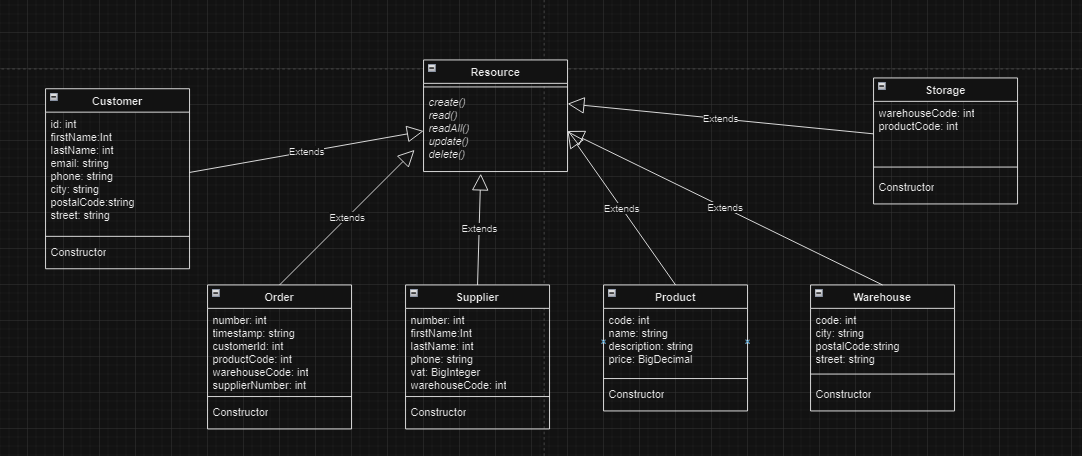 Resource
create()
read()
readAll()
update()
delete()
Customer
id: int
firstName:Int
lastName: int
email: string
phone: string
city: string
postalCode:string
street: string
Constructor
Storage
warehouseCode: int
productCode: int
Constructor
Extends
Extends
Extends
Extends
Extends
Extends
Order
number: int
timestamp: string
customerId: int
productCode: int
warehouseCode: int
supplierNumber: int
Constructor
Supplier
number: int
firstName:Int
lastName: int
phone: string
vat: BigInteger
warehouseCode: int
Constructor
Product
code: int
name: string
description: string
price: BigDecimal
Constructor
Warehouse
code: int
city: string
postalCode:string
street: string
Constructor